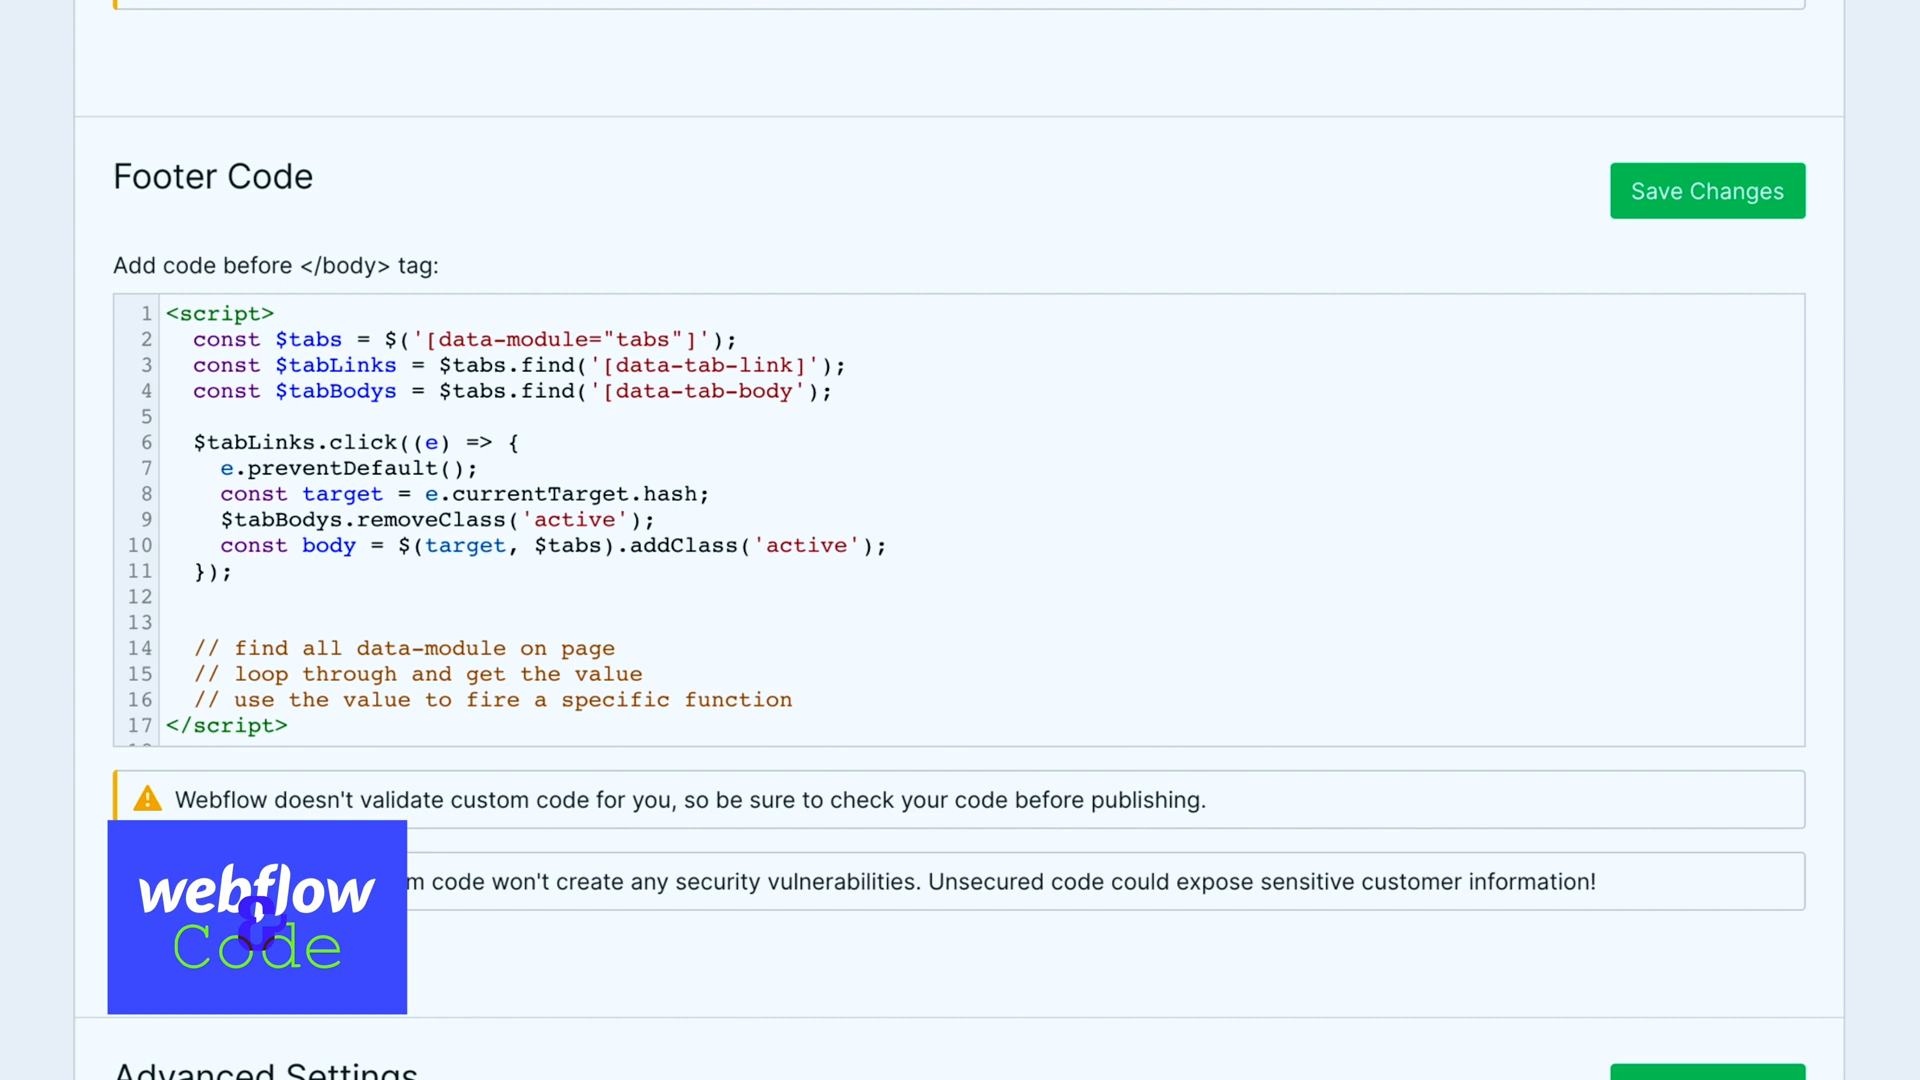 Footer Code
Save Changes
Add code before </body> tag:
1 <script>
2 const $tabs = $('[data-module="tabs"]');
3 const $tabLinks = $tabs.find('[data-tab-link]');
4 const $tabBodys = $tabs.find('[data-tab-body');
5
6 $tabLinks.click((e) => {
7 e.preventDefault();
8 const target = e.currentTarget.hash;
9 $tabBodys.removeClass('active');
10 const body = $(target, $tabs).addClass('active');
11 });
12
13
14 // find all data-module on page
15 // loop through and get the value
16 // use the value to fire a specific function
17 </script>
Webflow doesn't validate custom code for you, so be sure to check your code before publishing.
code won't create any security vulnerabilities. Unsecured code could expose sensitive customer information!
webflow
&
Code
Advanced Settings